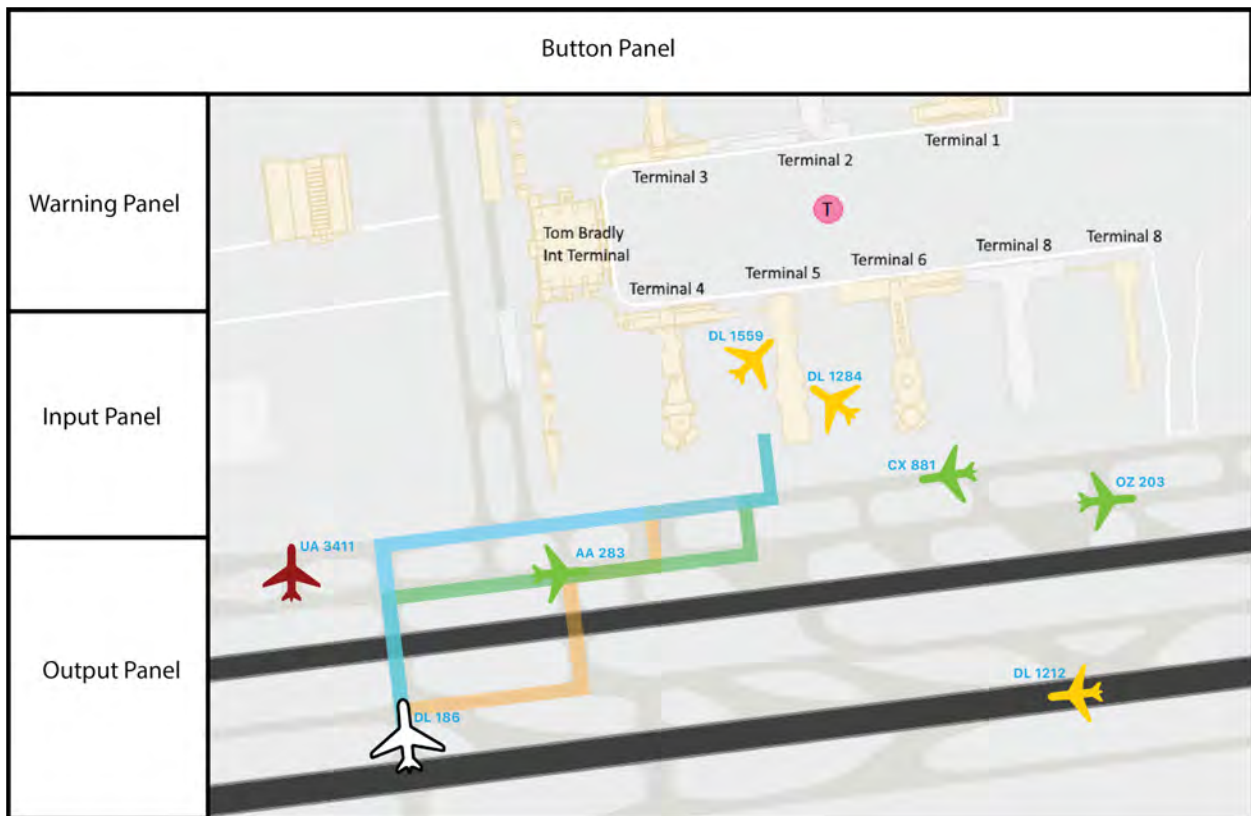 Button Panel
Warning Panel
Input Panel
Output Panel
Terminal 1
Terminal 2
Terminal 3
T
Tom Bradly
Int Terminal
Terminal 8
Terminal 8
Terminal 6
Terminal 5
Terminal 4
DL 1559
DL 1284
CX 881
OZ 203
UA 3411
AA 283
DL 1212
DL 186